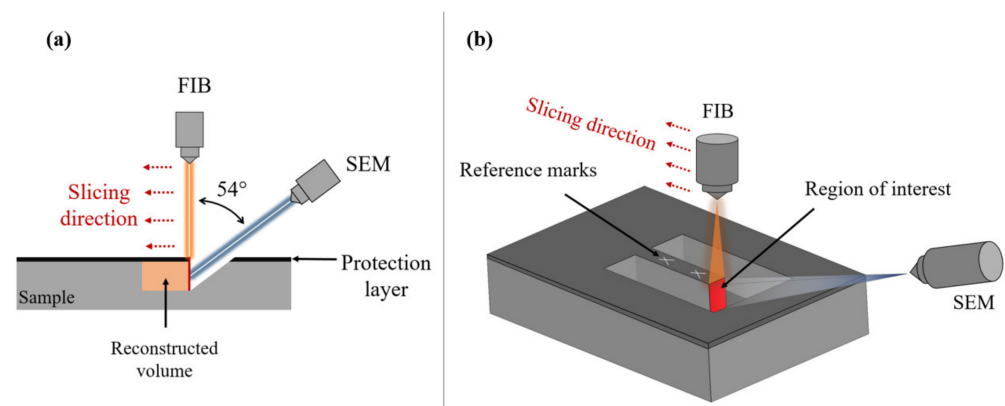 (a)
FIB
SEM
54°
Slicing
direction
Sample
Protection
layer
Reconstructed
volume
(b)
Slicing direction
FIB
Reference marks
Region of interest
SEM